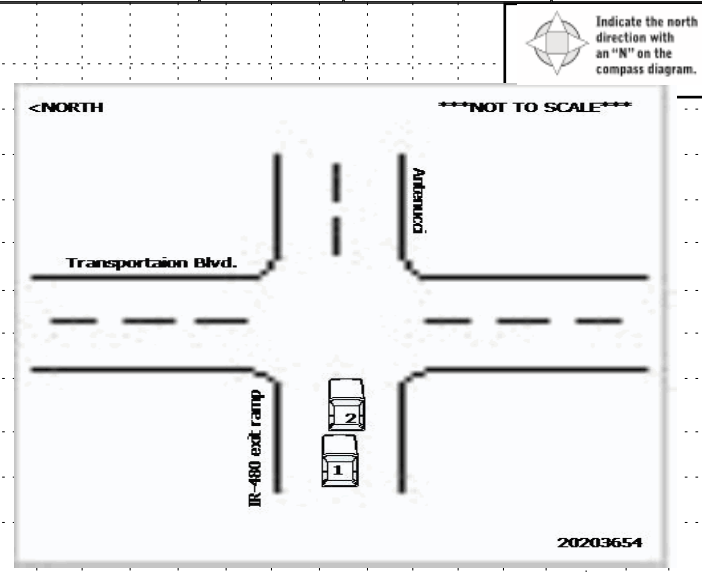 Indicate the north
direction with
an “N” on the
compass diagram.
<NORTH
***NOT TO SCALE***
Antenucci
Transportaion Blvd.
2
IR-480 exit ramp
1
20203654